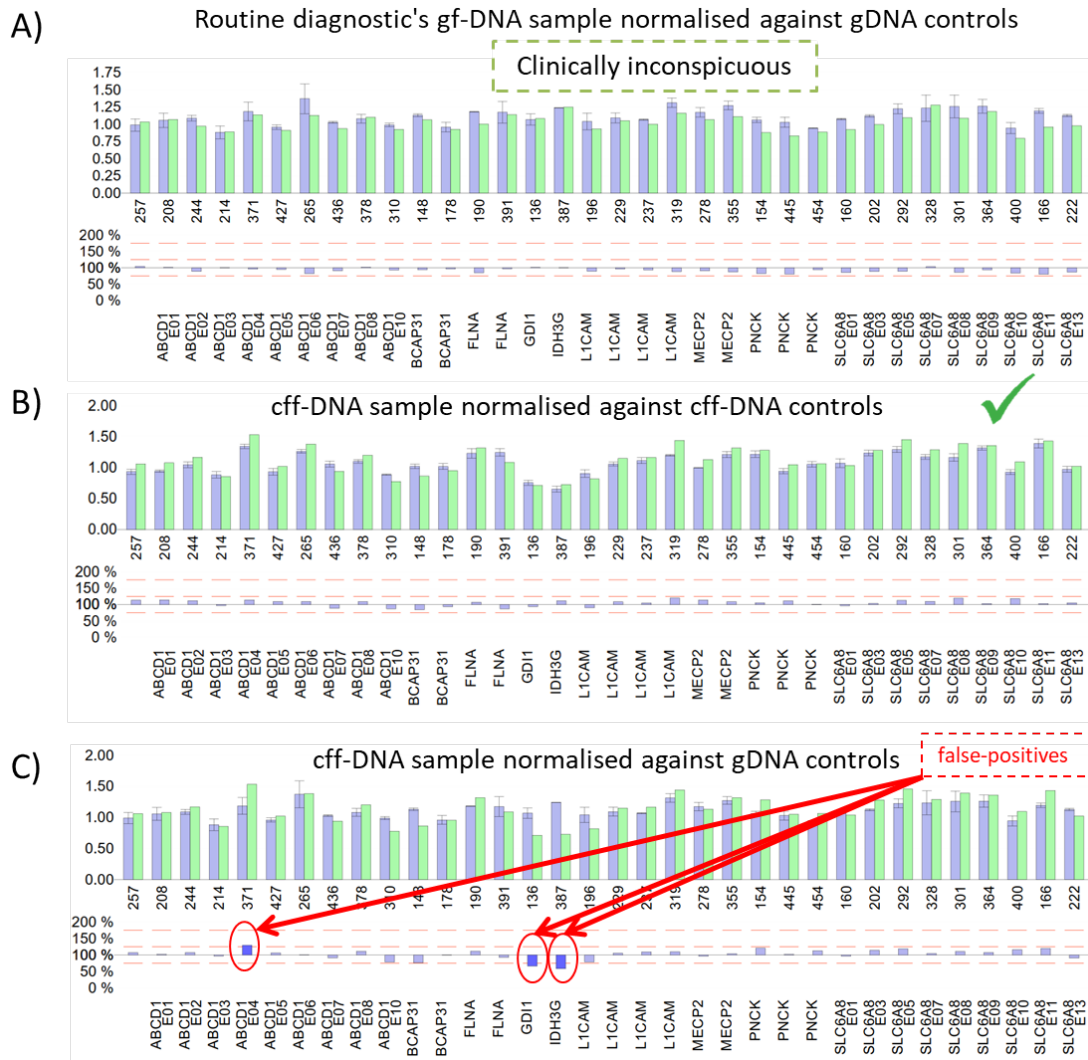 A)
Routine diagnostic's gf-DNA sample normalised against gDNA controls
Clinically inconspicuous
1.75
1.50
1.25
1.00
0.75
0.50
0.25
0.00
257 208 244 214 371 427 265 436 378 310 148 178 190 391 136 387 196 229 237 319 278 355 154 445 454 160 202 292 328 301 364 400 166 222
200 %
150 %
100 %
50 %
0 %
ABCD1 E01
ABCD1 E02
ABCD1 E03
ABCD1 E04
ABCD1 E05
ABCD1 E06
ABCD1 E07
ABCD1 E08
ABCD1 E10
BCAP31
BCAP31
FLNA
FLNA
GDI1
IDH3G
L1CAM
L1CAM
L1CAM
L1CAM
MECP2
MECP2
PNCK
PNCK
PNCK
SLC6A8 E01
SLC6A8 E03
SLC6A8 E05
SLC6A8 E07
SLC6A8 E08
SLC6A8 E09
SLC6A8 E10
SLC6A8 E11
SLC6A8 E13
B)
cff-DNA sample normalised against cff-DNA controls
2.00
1.50
1.00
0.50
0.00
257 208 244 214 371 427 265 436 378 310 148 178 190 391 136 387 196 229 237 319 278 355 154 445 454 160 202 292 328 301 364 400 166 222
200 %
150 %
100 %
50 %
0 %
ABCD1 E01
ABCD1 E02
ABCD1 E03
ABCD1 E04
ABCD1 E05
ABCD1 E06
ABCD1 E07
ABCD1 E08
ABCD1 E10
BCAP31
BCAP31
FLNA
FLNA
GDI1
IDH3G
L1CAM
L1CAM
L1CAM
L1CAM
MECP2
MECP2
PNCK
PNCK
PNCK
SLC6A8 E01
SLC6A8 E03
SLC6A8 E05
SLC6A8 E07
SLC6A8 E08
SLC6A8 E09
SLC6A8 E10
SLC6A8 E11
SLC6A8 E13
C)
cff-DNA sample normalised against gDNA controls
false-positives
2.00
1.50
1.00
0.50
0.00
257 208 244 214 371 427 265 436 378 310 148 178 190 391 136 387 196 229 237 319 278 355 154 445 454 160 202 292 328 301 364 400 166 222
200 %
150 %
100 %
50 %
0 %
ABCD1 E01
ABCD1 E02
ABCD1 E03
ABCD1 E04
ABCD1 E05
ABCD1 E06
ABCD1 E07
ABCD1 E08
ABCD1 E10
BCAP31
BCAP31
FLNA
FLNA
GDI1
IDH3G
L1CAM
L1CAM
L1CAM
L1CAM
MECP2
MECP2
PNCK
PNCK
PNCK
SLC6A8 E01
SLC6A8 E03
SLC6A8 E05
SLC6A8 E07
SLC6A8 E08
SLC6A8 E09
SLC6A8 E10
SLC6A8 E11
SLC6A8 E13